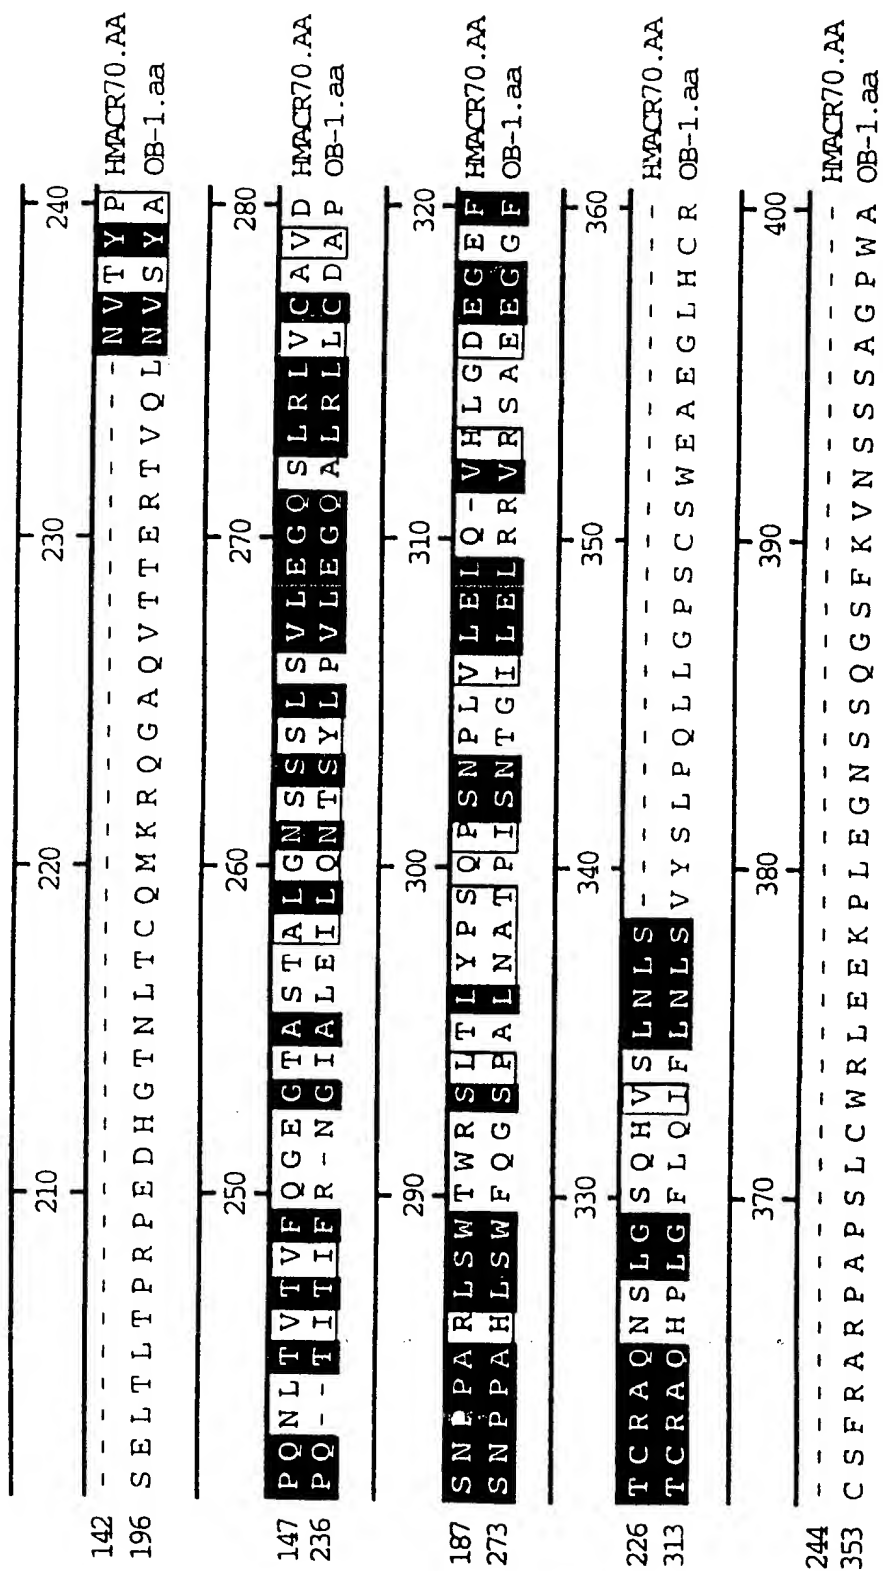 210 220 230 240
142 - - - - - - - - - - - - - - - - - - - - - - - - - - - - - - - - - - - N V T Y P HMACR70.AA
196 S E L T L T P R P E D H G T N L T C Q M K R Q G A Q V T T E R T V Q L N V S Y A OB-1.aa
250 260 270 280
147 P Q N L T V T V F Q G E G T A S T A L G N S S S L S V L E G Q S L R L V C A V D HMACR70.AA
236 P Q - - T I T I F R - N G I A L E I L Q N T S Y L P V L E G Q A L R L L C D A P OB-1.aa
290 300 310 320
187 S N P P A R L S W T W R S L T L Y P S Q P S N P L V L E L Q - V H L G D E G E F HMACR70.AA
273 S N P P A H L S W F Q G S P A L N A T P I S N T G I L E L R R V R S A E E G G F OB-1.aa
330 340 350 360
226 T C R A Q N S L G S Q H V S L N L S - - - - - - - - - - - - - - - - - - - - - - HMACR70.AA
313 T C R A Q H P L G F L Q I F L N L S V Y S L P Q L L G P S C S W E A E G L H C R OB-1.aa
370 380 390 400
244 - - - - - - - - - - - - - - - - - - - - - - - - - - - - - - - - - - - - - - - - HMACR70.AA
353 C S F R A R P A P S L C W R L E E K P L E G N S S Q G S F K V N S S S A G P W A OB-1.aa